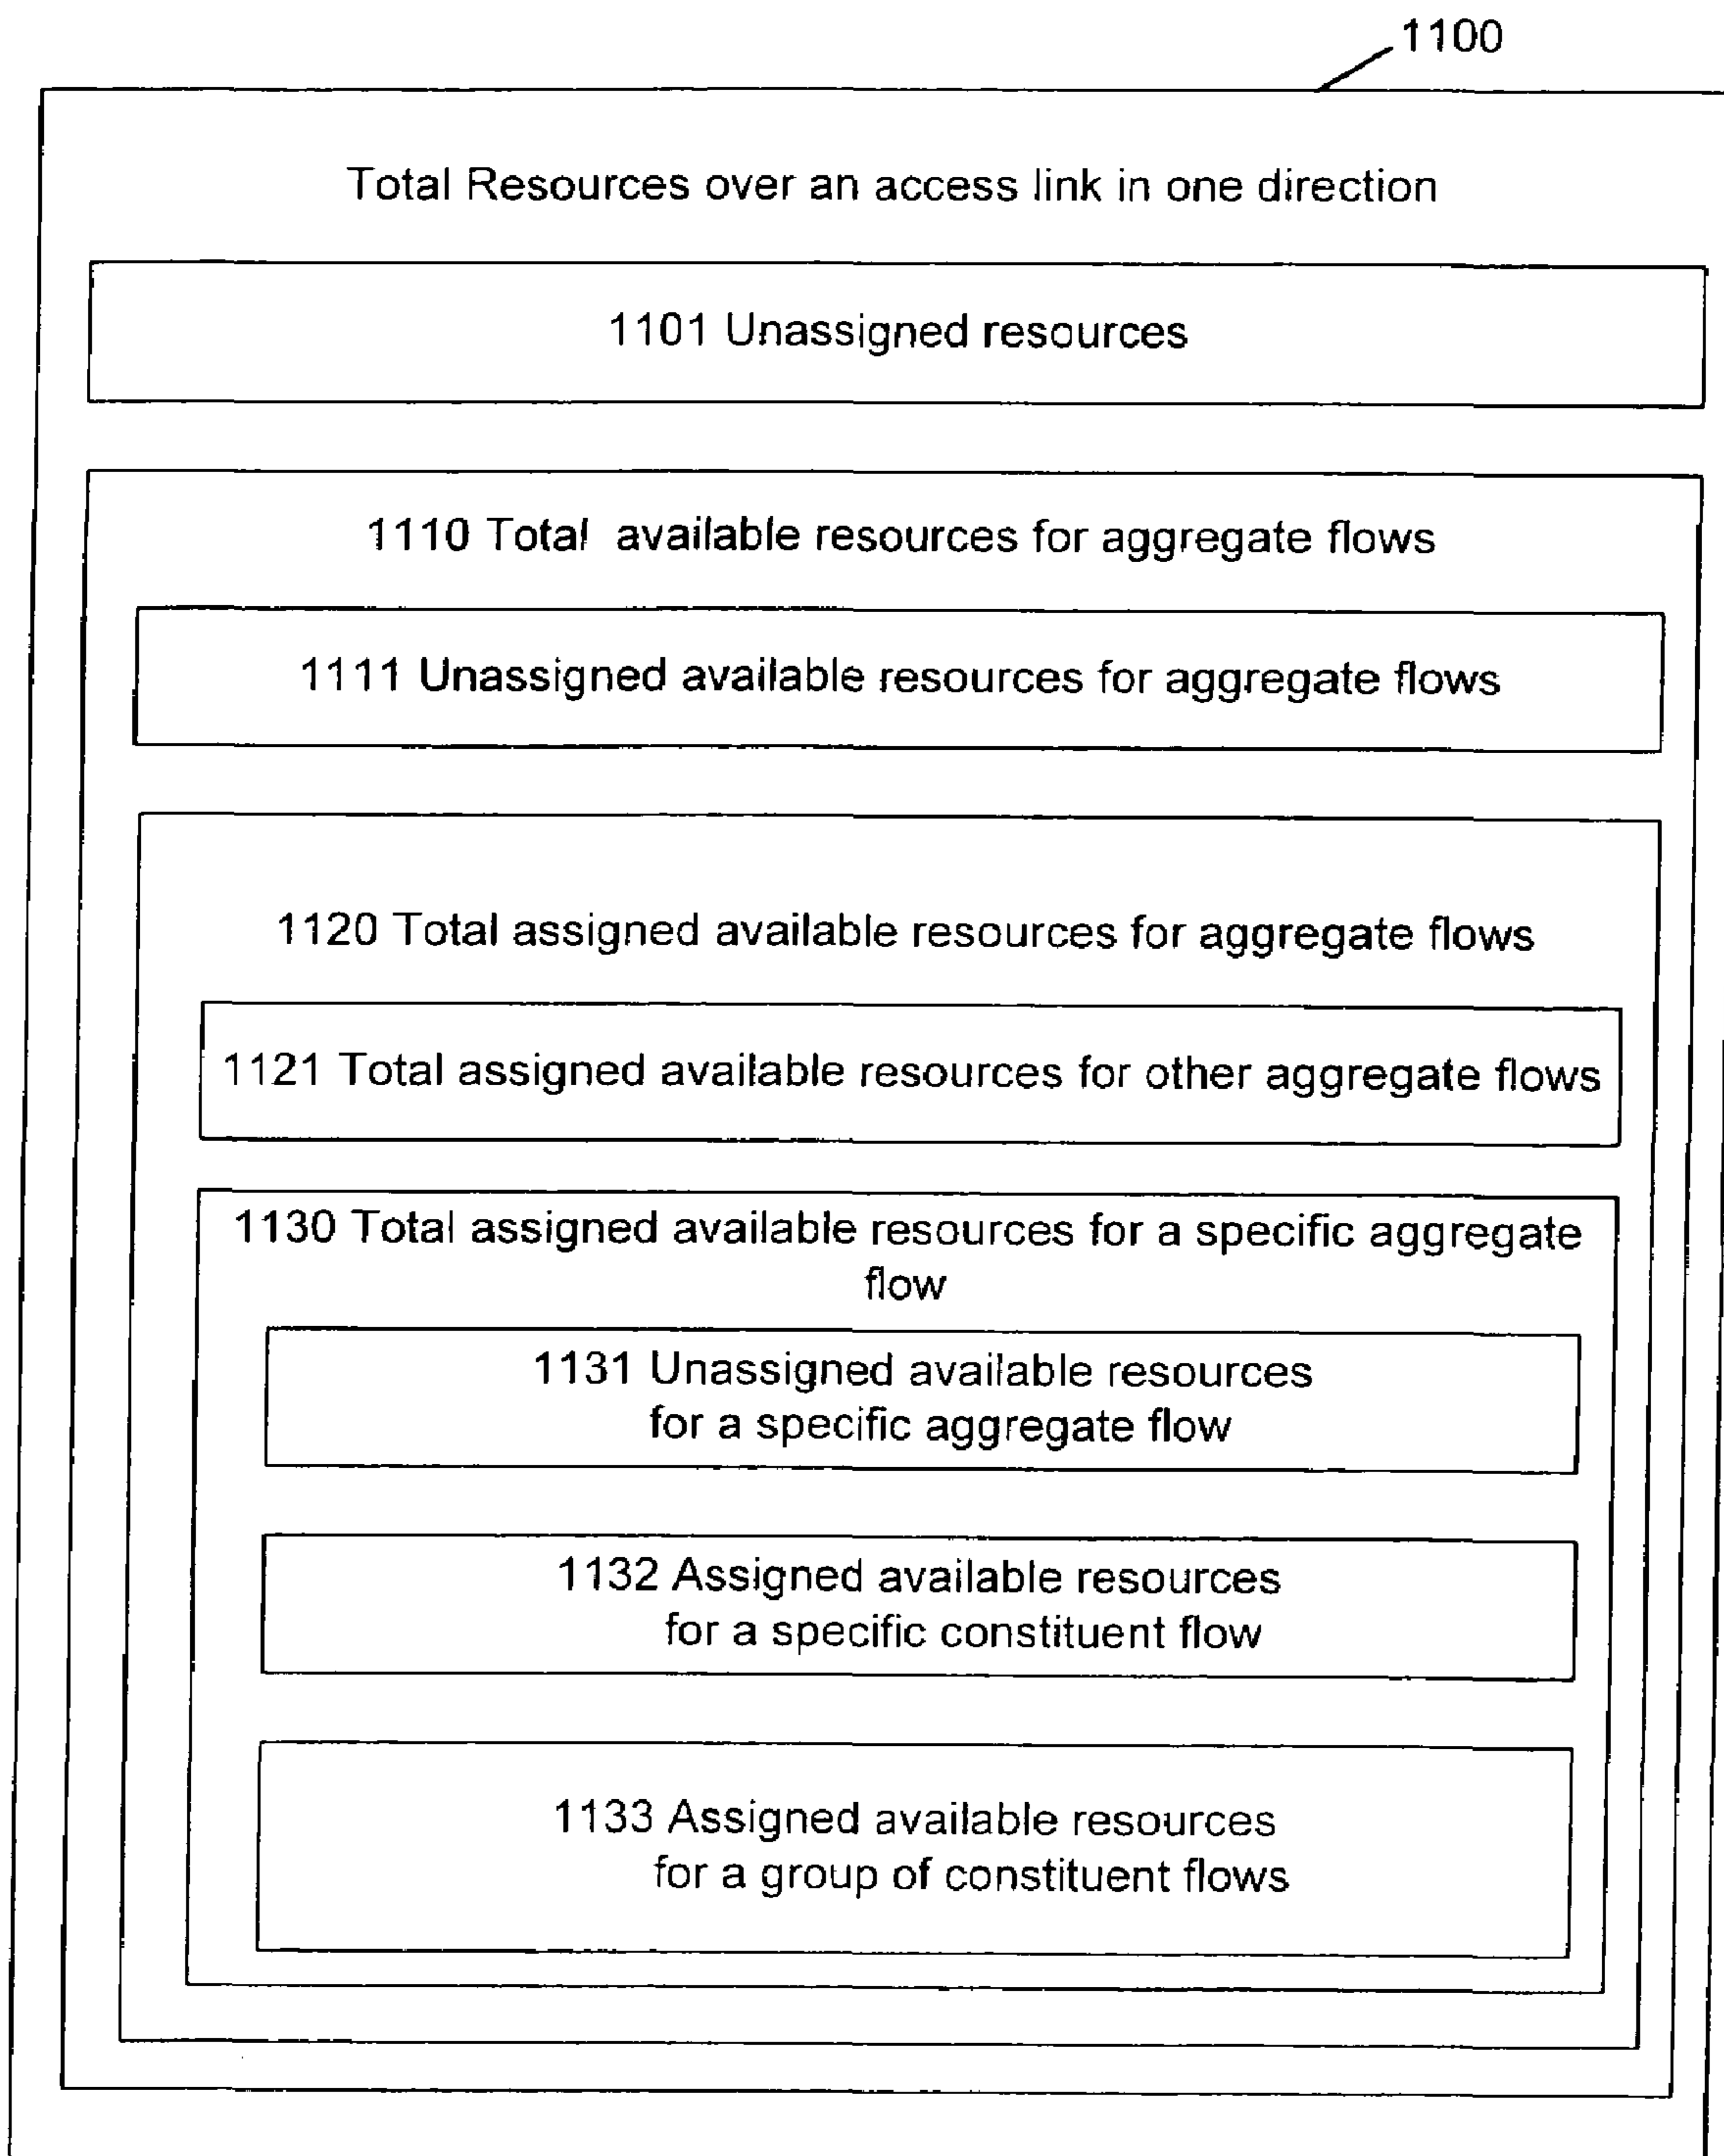 1100
Total Resources over an access link in one direction
1101 Unassigned resources
1110 Total available resources for aggregate flows
1111 Unassigned available resources for aggregate flows
1120 Total assigned available resources for aggregate flows
1121 Total assigned available resources for other aggregate flows
1130 Total assigned available resources for a specific aggregate
flow
1131 Unassigned available resources
for a specific aggregate flow
1132 Assigned available resources
for a specific constituent flow
1133 Assigned available resources
for a group of constituent flows